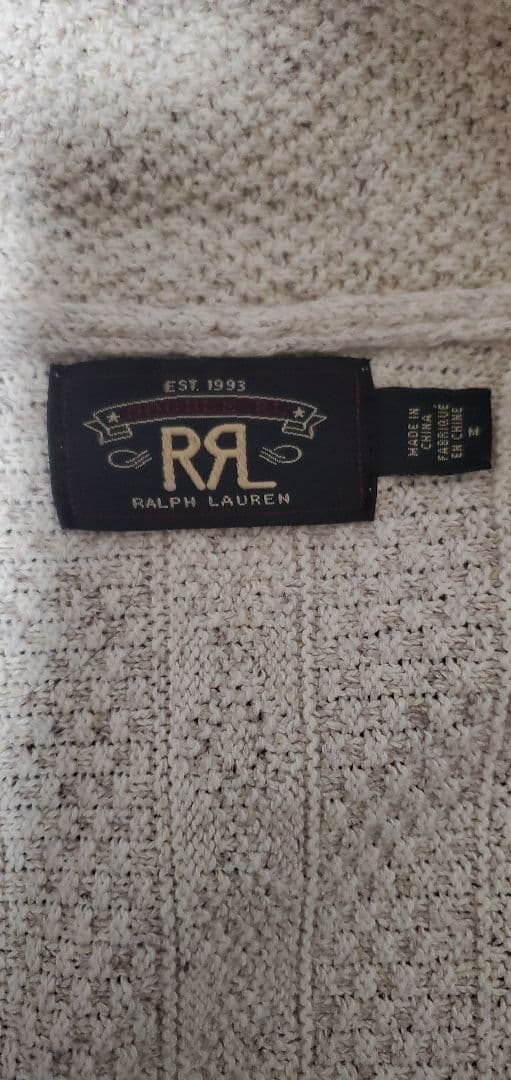 EST. 1993
RRL
RALPH LAUREN
MADE IN
CHINA
FABRIQUÉ
EN CHINE
M